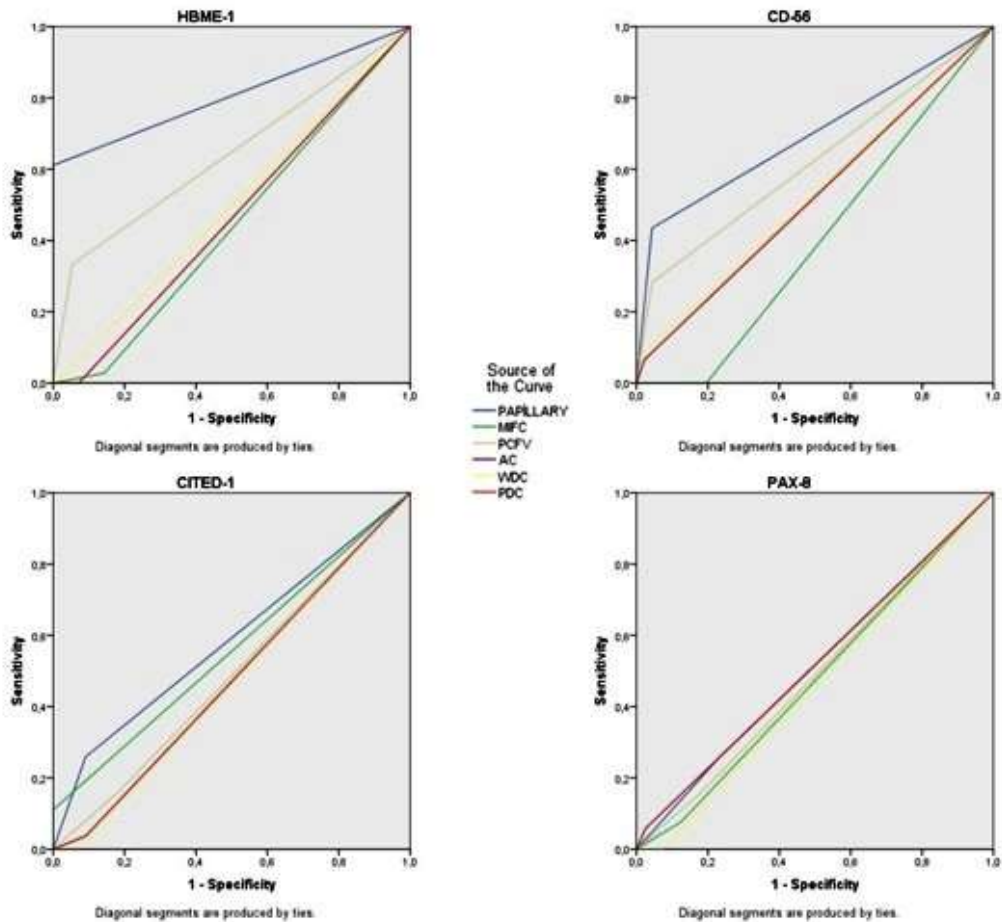 HBME-1
1,0
0,8
0,6
0,4
0,2
0,0
Sensitivity
0,0 0,2 0,4 0,6 0,8 1,0
1 - Specificity
Diagonal segments are produced by ties.
CD-56
1,0
0,8
0,6
0,4
0,2
0,0
Sensitivity
0,0 0,2 0,4 0,6 0,8 1,0
1 - Specificity
Diagonal segments are produced by ties.
Source of
the Curve
PAPİLLARY
MIFC
PCFV
AC
WDC
PDC
CITED-1
1,0
0,8
0,6
0,4
0,2
0,0
Sensitivity
0,0 0,2 0,4 0,6 0,8 1,0
1 - Specificity
Diagonal segments are produced by ties.
PAX-8
1,0
0,8
0,6
0,4
0,2
0,0
Sensitivity
0,0 0,2 0,4 0,6 0,8 1,0
1 - Specificity
Diagonal segments are produced by ties.